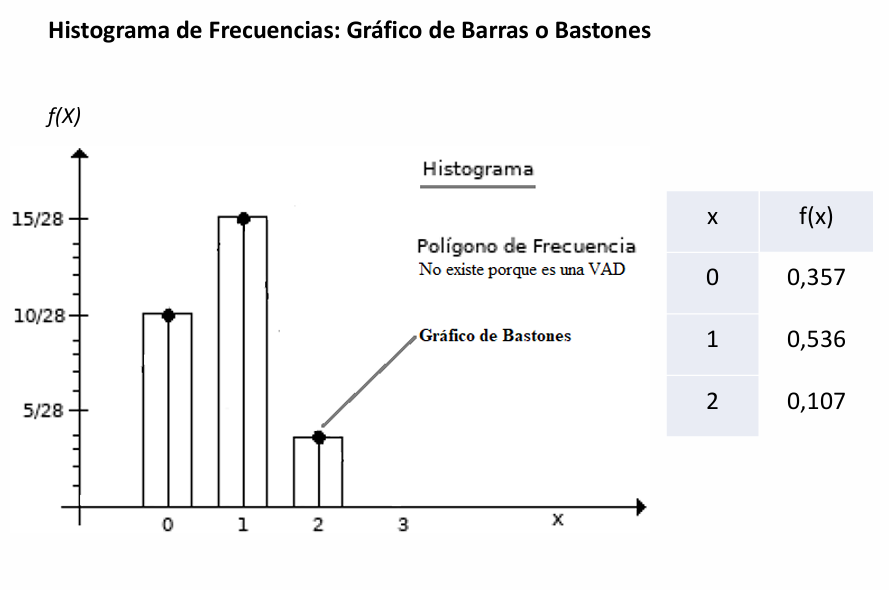 Histograma de Frecuencias: Gráfico de Barras o Bastones
f(X)
Histograma
15/28
Polígono de Frecuencia
No existe porque es una VAD
10/28
Gráfico de Bastones
5/28
0 1 2 3 x
x f(x)
0 0,357
1 0,536
2 0,107